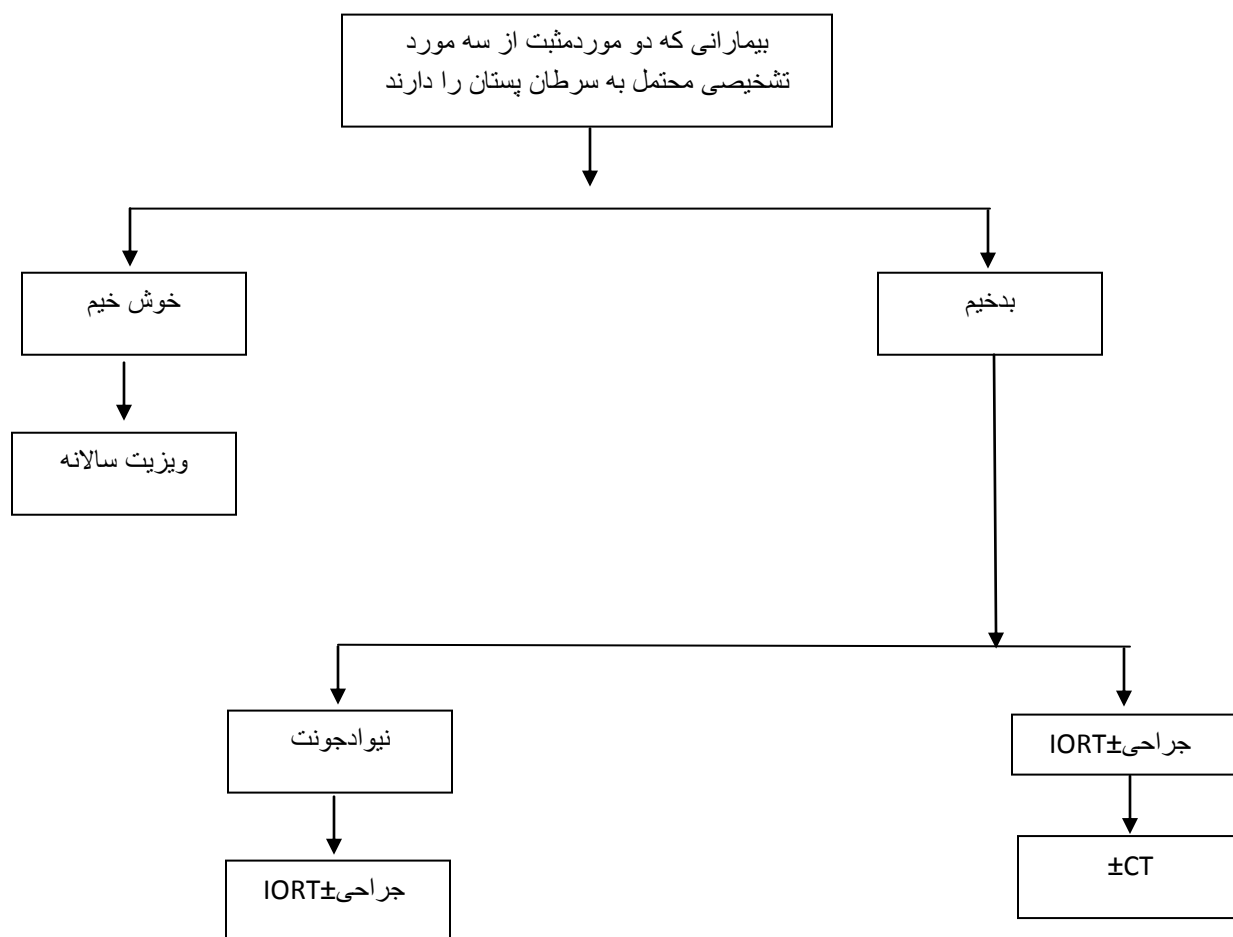 بیمارانی که دو موردمثبت از سه مورد
تشخیصی محتمل به سرطان پستان را دارند
خوش خیم
بدخیم
ویزیت سالانه
نیوادجونت
جراحی±IORT
جراحی±IORT
±CT